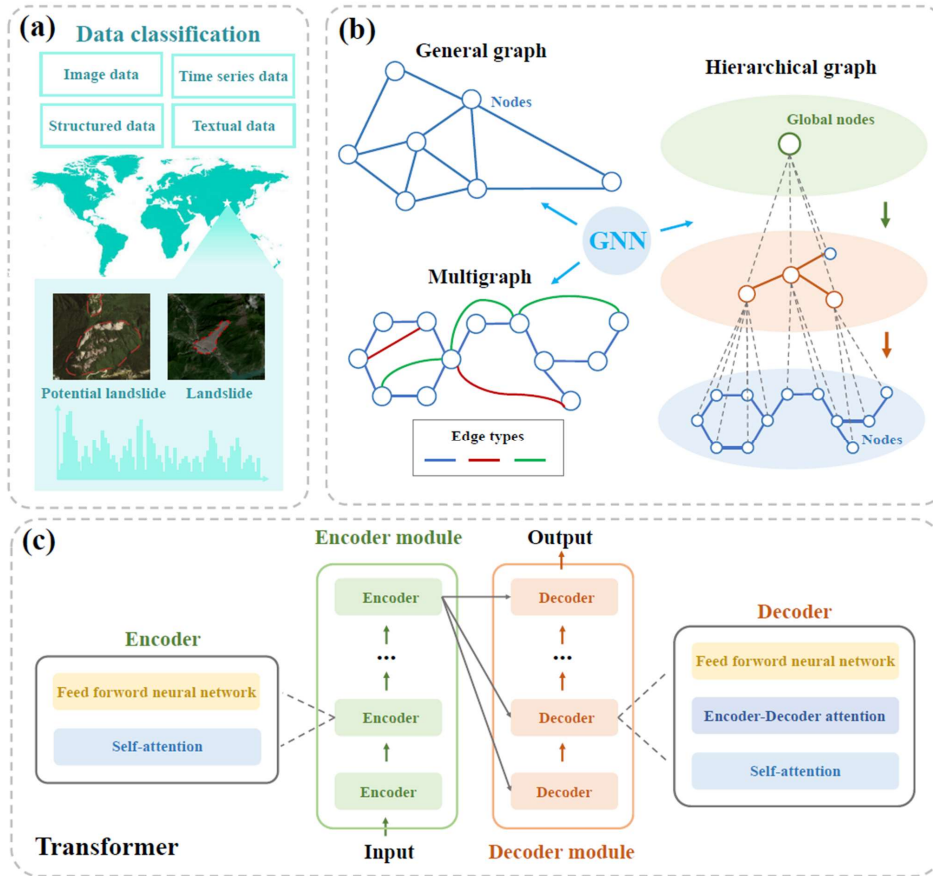 (a)
Data classification
Image data
Time series data
Structured data
Textual data
Potential landslide
Landslide
(b)
General graph
Nodes
Hierarchical graph
Global nodes
GNN
Multigraph
Edge types
Nodes
(c)
Encoder module
Output
Encoder
Decoder
Encoder
Decoder
...
...
Feed forword neural network
Self-attention
Encoder
Decoder
Feed forword neural network
Encoder-Decoder attention
Self-attention
Encoder
Decoder
Transformer
Input
Decoder module